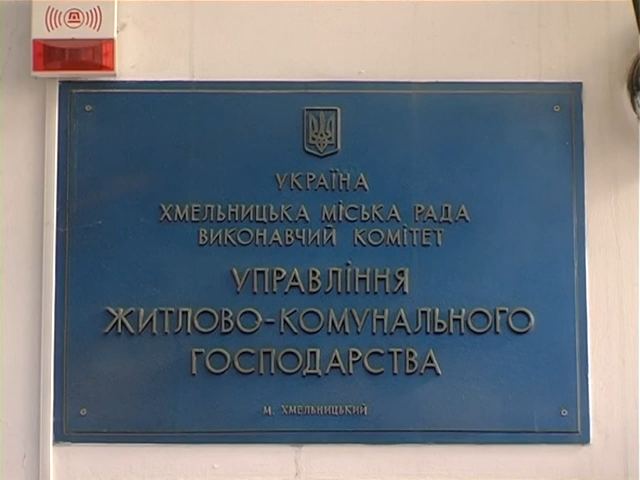 УКРАЇНА
ХМЕЛЬНИЦЬКА МІСЬКА РАДА
ВИКОНАВЧИЙ КОМІТЕТ
УПРАВЛІННЯ
ЖИТЛОВО-КОМУНАЛЬНОГО
ГОСПОДАРСТВА
М. ХМЕЛЬНИЦЬКИЙ